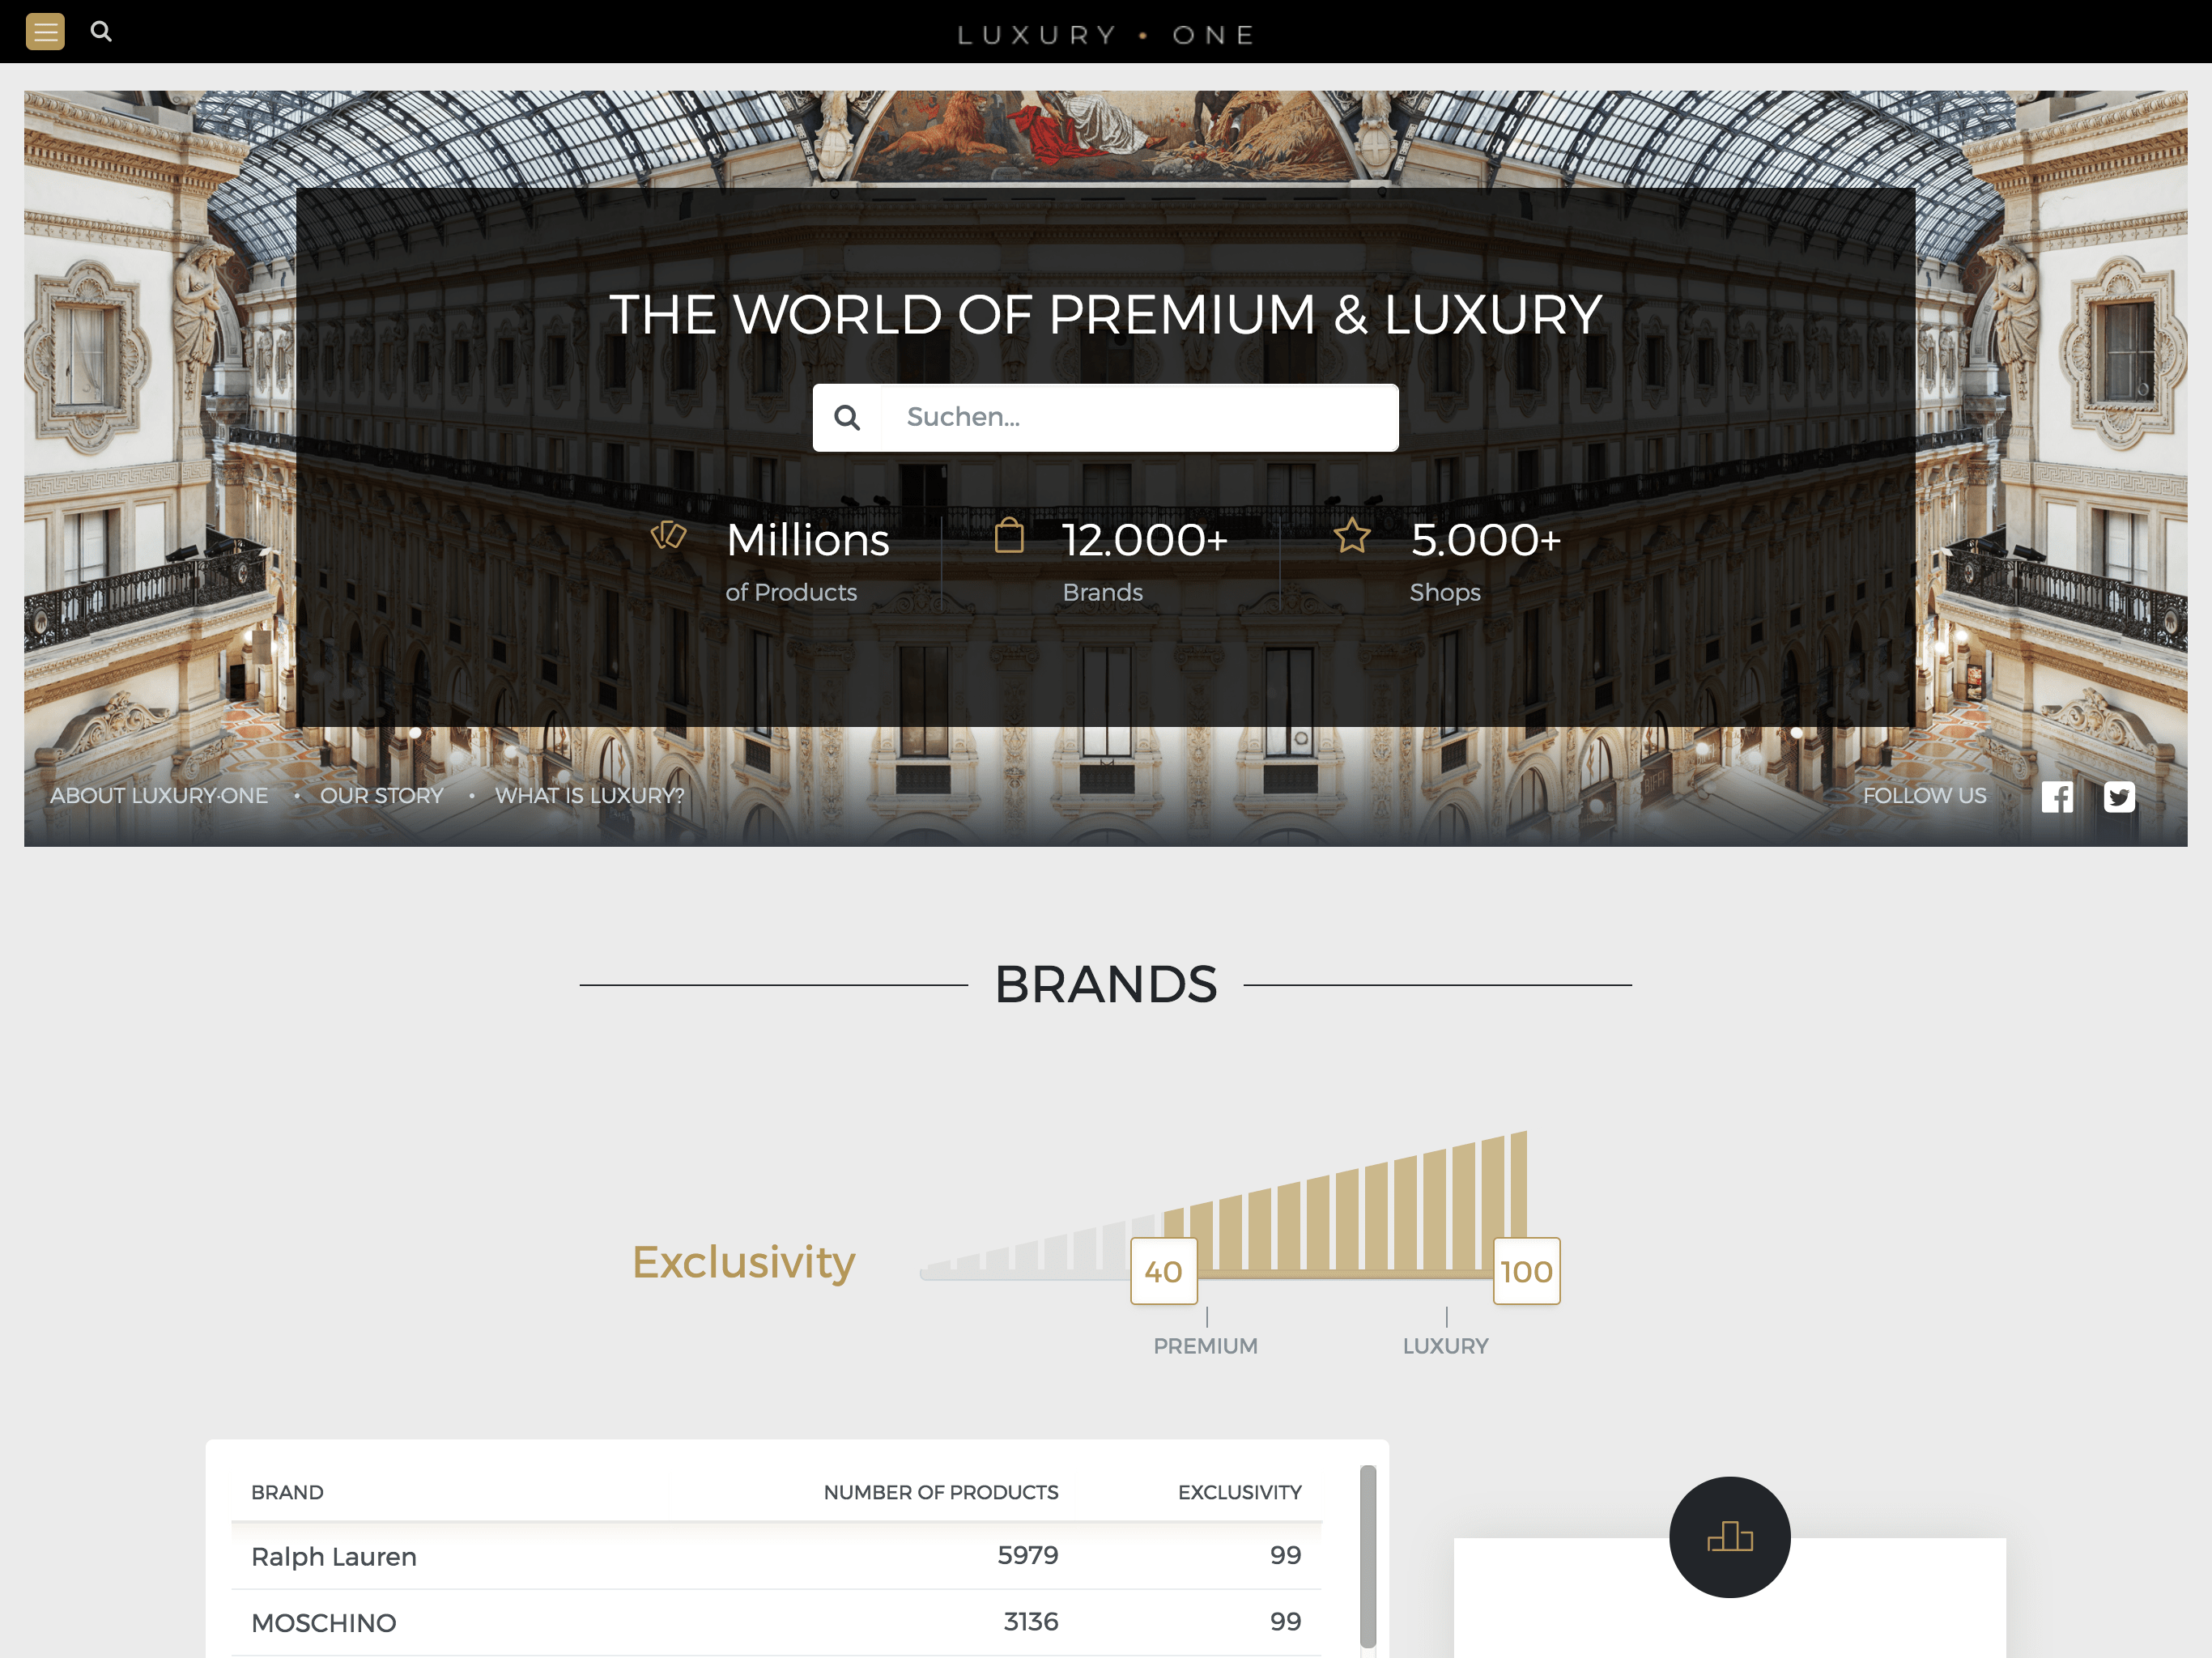 LUXURY • ONE
THE WORLD OF PREMIUM & LUXURY
Suchen...
Millions
of Products
12.000+
Brands
5.000+
Shops
ABOUT LUXURY·ONE • OUR STORY • WHAT IS LUXURY?
FOLLOW US
BRANDS
Exclusivity
40
100
PREMIUM
LUXURY
BRAND NUMBER OF PRODUCTS EXCLUSIVITY
Ralph Lauren 5979 99
MOSCHINO 3136 99